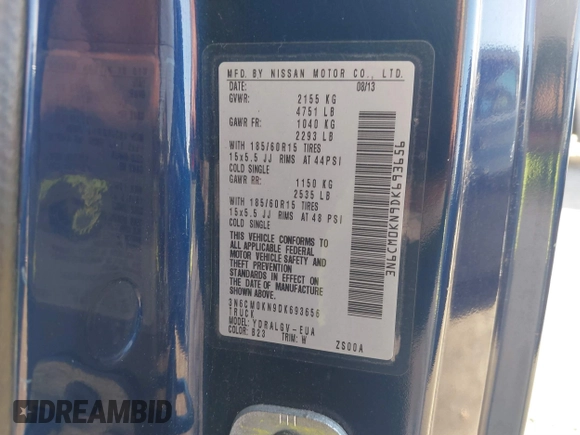 MFD. BY NISSAN MOTOR CO., LTD.
DATE: 08/13
GVWR: 2155 KG
4751 LB
GAWR FR: 1040 KG
2293 LB
WITH 185/60R15 TIRES
15x5.5 JJ RIMS AT 44PSI
COLD SINGLE
GAWR RR: 1150 KG
2535 LB
WITH 185/60R15 TIRES
15x5.5 JJ RIMS AT 48 PSI
COLD SINGLE
THIS VEHICLE CONFORMS TO
ALL APPLICABLE FEDERAL
MOTOR VEHICLE SAFETY AND
THEFT PREVENTION
STANDARDS IN EFFECT ON
THE DATE OF MANUFACTURE
SHOWN ABOVE.
3N6CM0KN9DK693656
TRUCK
MODEL: YDRALGV-EUA
COLOR: B23 TRIM: W
ZS00A
3N6CM0KN9DK693656
DREAMBID